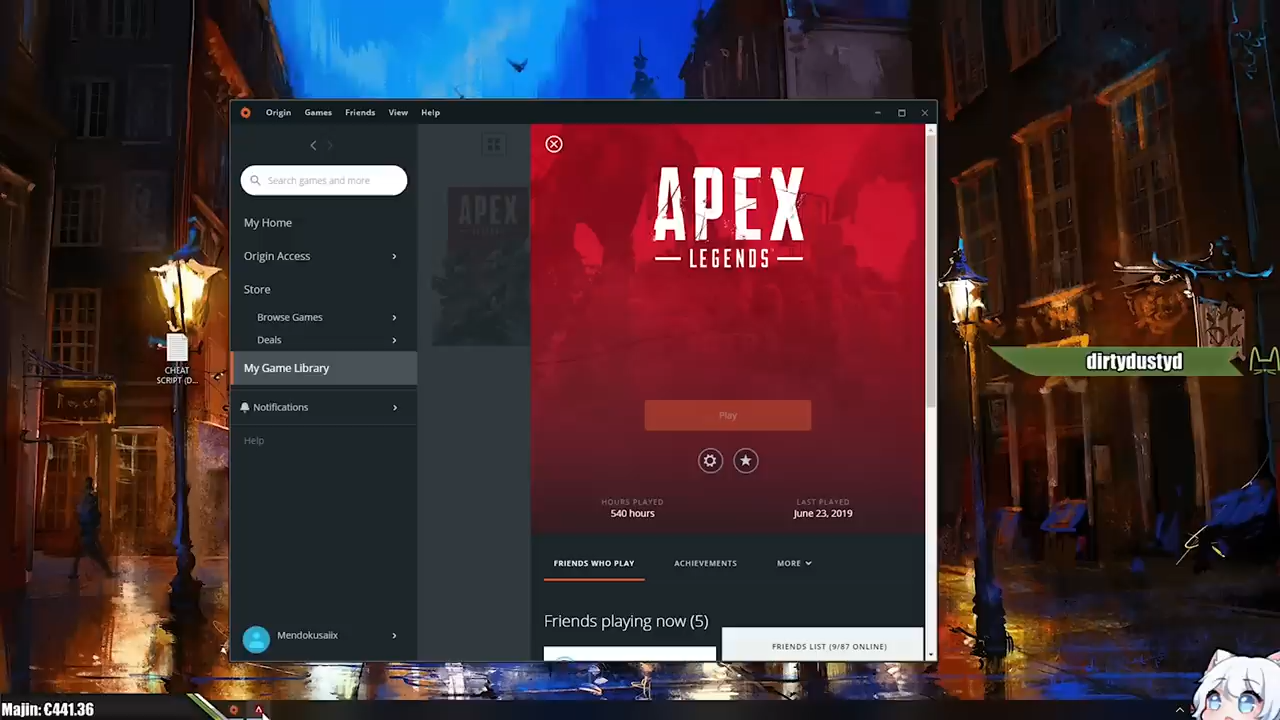 Origin
Games
Friends
View
Help
Search games and more
My Home
Origin Access
Store
Browse Games
Deals
My Game Library
Notifications
Help
Mendokusaiix
APEX
APEX
LEGENDS
Play
HOURS PLAYED
540 hours
LAST PLAYED
June 23, 2019
FRIENDS WHO PLAY
ACHIEVEMENTS
MORE
Friends playing now (5)
FRIENDS LIST (9/87 ONLINE)
CHEAT
SCRIPT (D...
dirtydustyd
Majin: €441.36